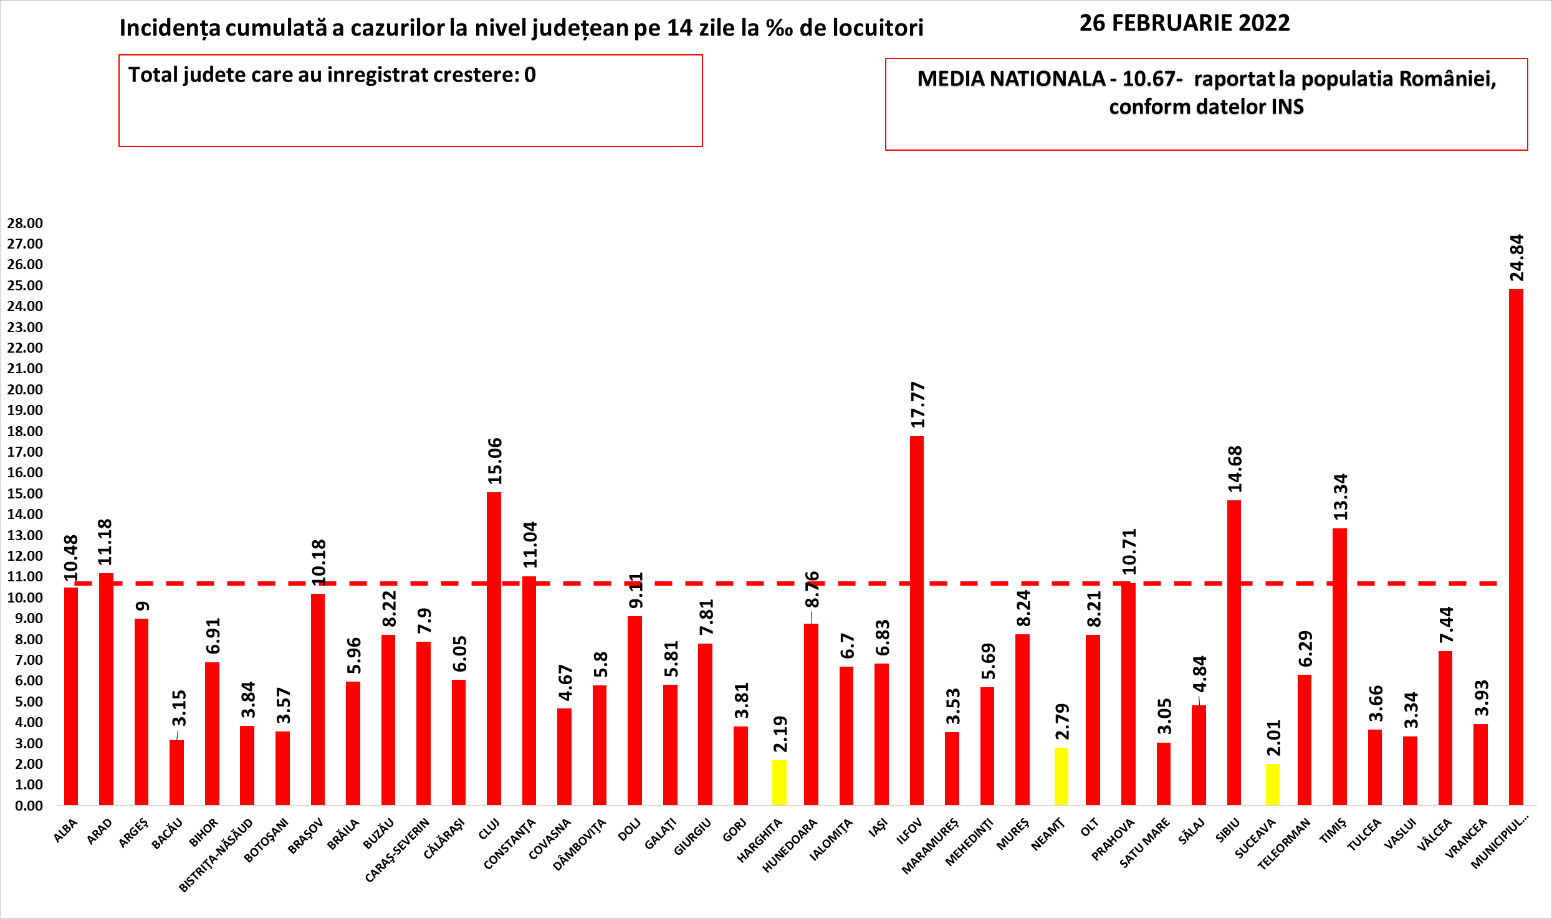 Incidența cumulată a cazurilor la nivel județean pe 14 zile la ‰ de locuitori
26 FEBRUARIE 2022
Total judete care au inregistrat crestere: 0
MEDIA NATIONALA - 10.67-  raportat la populatia României,
conform datelor INS
28.00
27.00
26.00
25.00
24.00
23.00
22.00
21.00
20.00
19.00
18.00
17.00
16.00
15.00
14.00
13.00
12.00
11.00
10.00
9.00
8.00
7.00
6.00
5.00
4.00
3.00
2.00
1.00
0.00
10.48
11.18
9
3.15
6.91
3.84
3.57
10.18
5.96
8.22
7.9
6.05
15.06
11.04
4.67
5.8
9.11
5.81
7.81
3.81
2.19
8.76
6.7
6.83
17.77
3.53
5.69
8.24
2.79
8.21
10.71
3.05
4.84
14.68
2.01
6.29
13.34
3.66
3.34
7.44
3.93
24.84
ALBA
ARAD
ARGEȘ
BACĂU
BIHOR
BISTRIȚA-NĂSĂUD
BOTOȘANI
BRAȘOV
BRĂILA
BUZĂU
CARAȘ-SEVERIN
CĂLĂRAȘI
CLUJ
CONSTANȚA
COVASNA
DÂMBOVIȚA
DOLJ
GALAȚI
GIURGIU
GORJ
HARGHITA
HUNEDOARA
IALOMIȚA
IAȘI
ILFOV
MARAMUREȘ
MEHEDINȚI
MUREȘ
NEAMȚ
OLT
PRAHOVA
SATU MARE
SĂLAJ
SIBIU
SUCEAVA
TELEORMAN
TIMIȘ
TULCEA
VASLUI
VÂLCEA
VRANCEA
MUNICIPIUL...